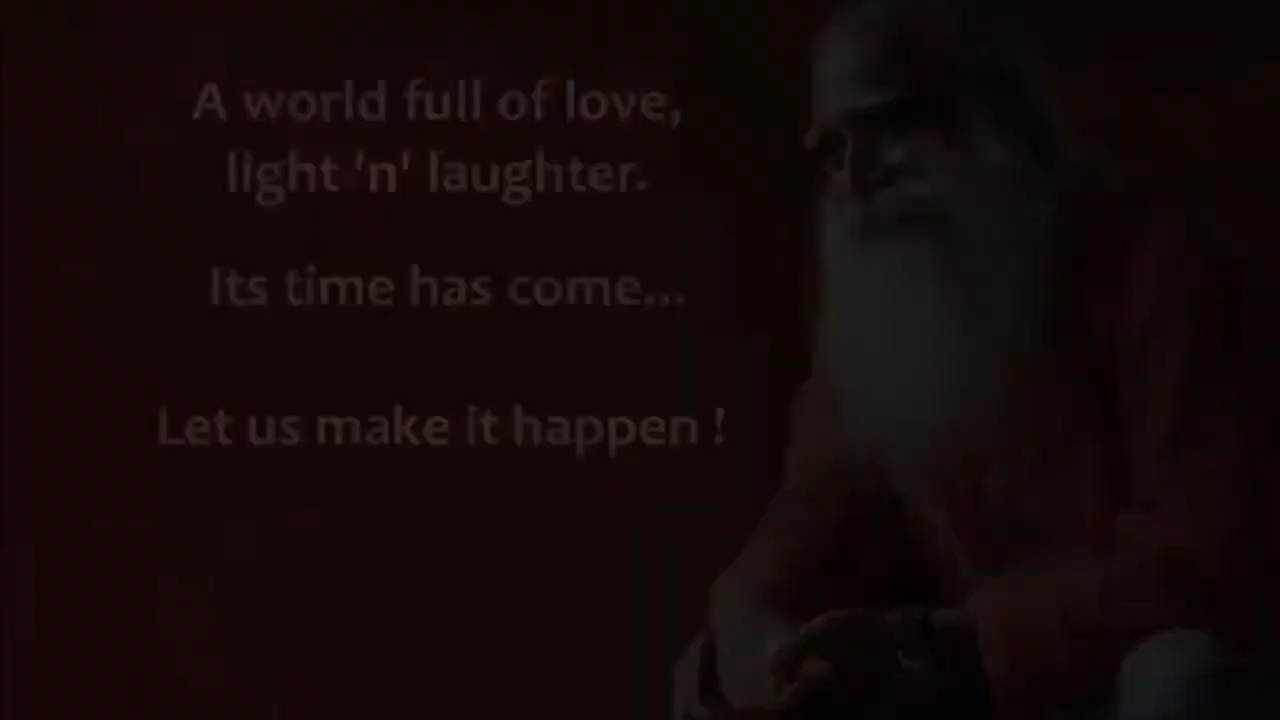 A world full of love,
light 'n' laughter.
Its time has come...
Let us make it happen !